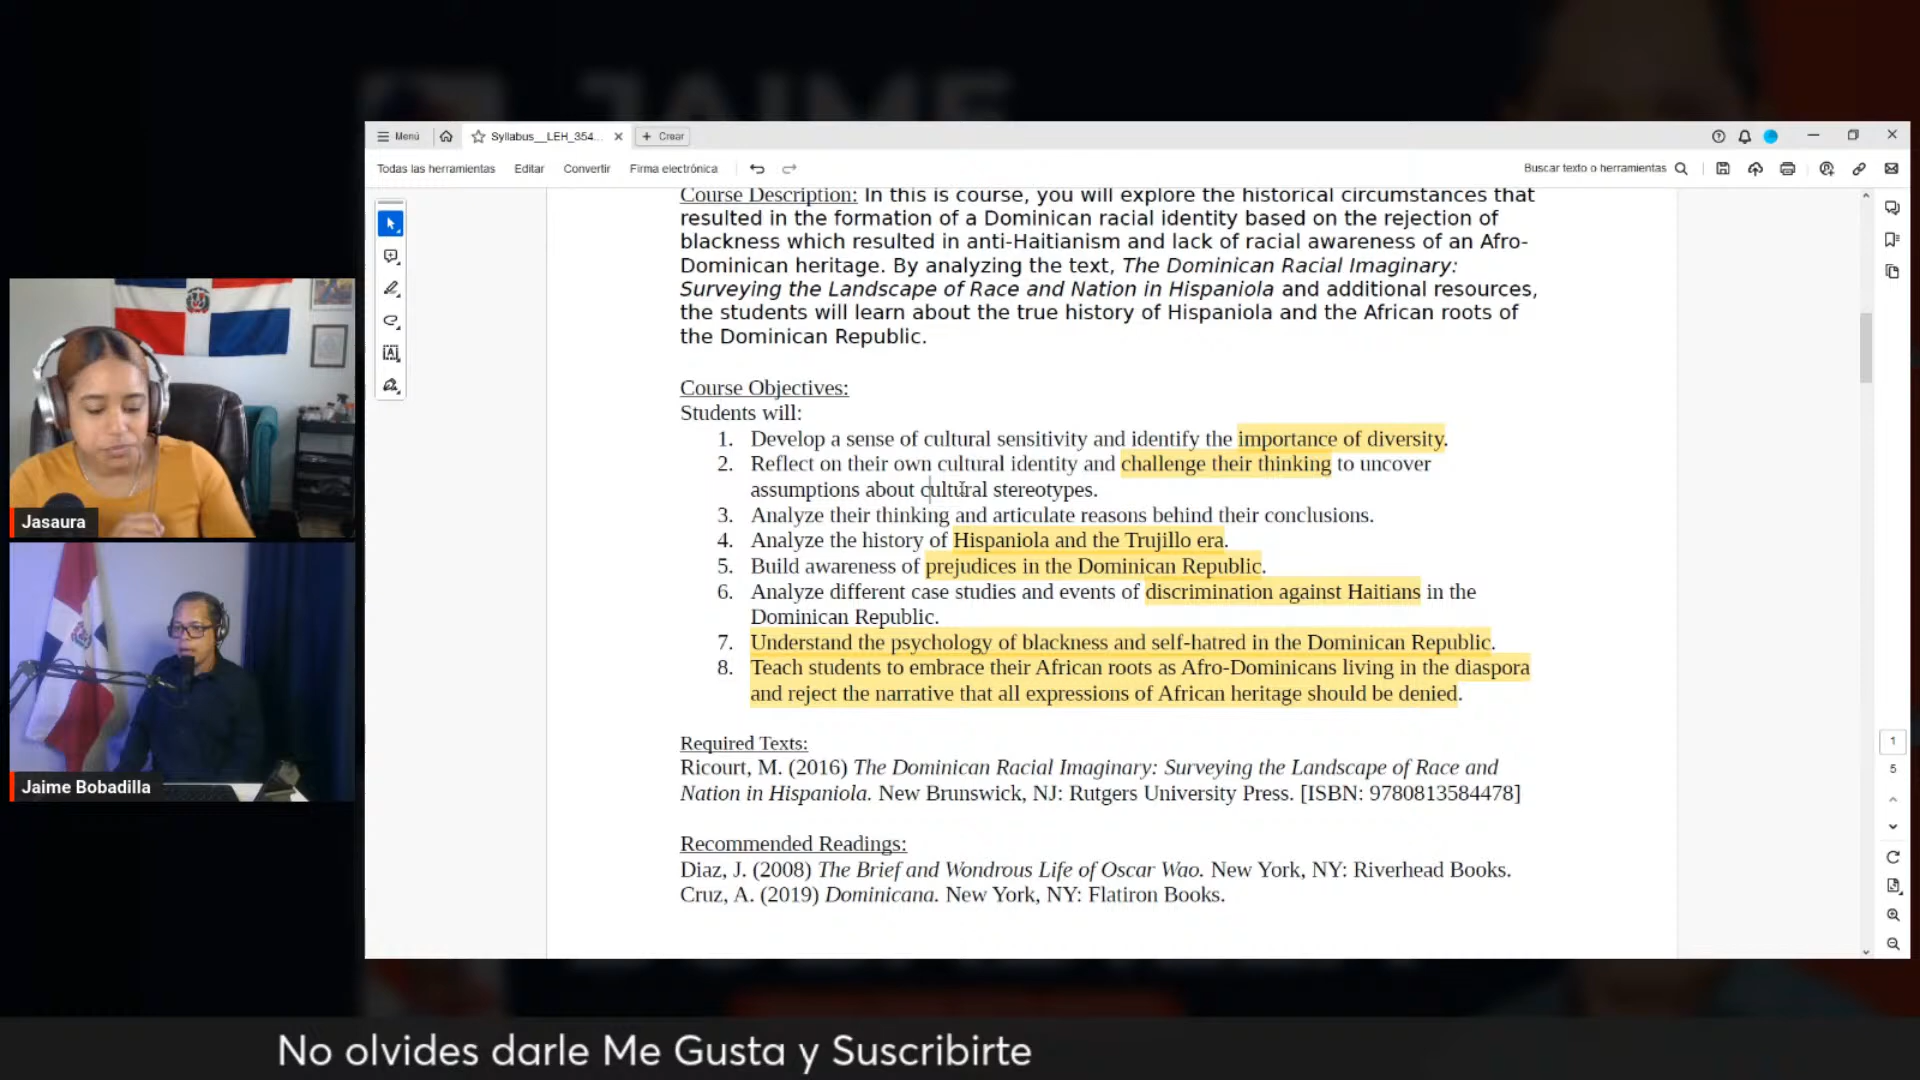 JAIME
Menú
Syllabus__LEH_354...
Crear
Todas las herramientas
Editar
Convertir
Firma electrónica
Buscar texto o herramientas
Course Description: In this is course, you will explore the historical circumstances that
resulted in the formation of a Dominican racial identity based on the rejection of
blackness which resulted in anti-Haitianism and lack of racial awareness of an Afro-
Dominican heritage. By analyzing the text, The Dominican Racial Imaginary:
Surveying the Landscape of Race and Nation in Hispaniola and additional resources,
the students will learn about the true history of Hispaniola and the African roots of
the Dominican Republic.
Course Objectives:
Students will:
1. Develop a sense of cultural sensitivity and identify the importance of diversity.
2. Reflect on their own cultural identity and challenge their thinking to uncover
assumptions about cultural stereotypes.
3. Analyze their thinking and articulate reasons behind their conclusions.
4. Analyze the history of Hispaniola and the Trujillo era.
5. Build awareness of prejudices in the Dominican Republic.
6. Analyze different case studies and events of discrimination against Haitians in the
Dominican Republic.
7. Understand the psychology of blackness and self-hatred in the Dominican Republic.
8. Teach students to embrace their African roots as Afro-Dominicans living in the diaspora
and reject the narrative that all expressions of African heritage should be denied.
Required Texts:
Ricourt, M. (2016) The Dominican Racial Imaginary: Surveying the Landscape of Race and
Nation in Hispaniola. New Brunswick, NJ: Rutgers University Press. [ISBN: 9780813584478]
Recommended Readings:
Diaz, J. (2008) The Brief and Wondrous Life of Oscar Wao. New York, NY: Riverhead Books.
Cruz, A. (2019) Dominicana. New York, NY: Flatiron Books.
1
5
Jasaura
Jaime Bobadilla
No olvides darle Me Gusta y Suscribirte